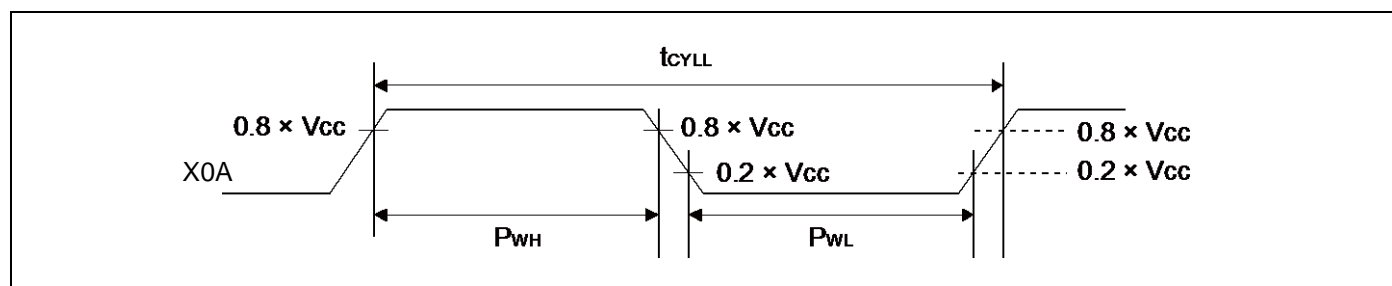 tCYLL
0.8 × Vcc
0.8 × Vcc
0.8 × Vcc
X0A
0.2 × Vcc
0.2 × Vcc
PWH
PWL